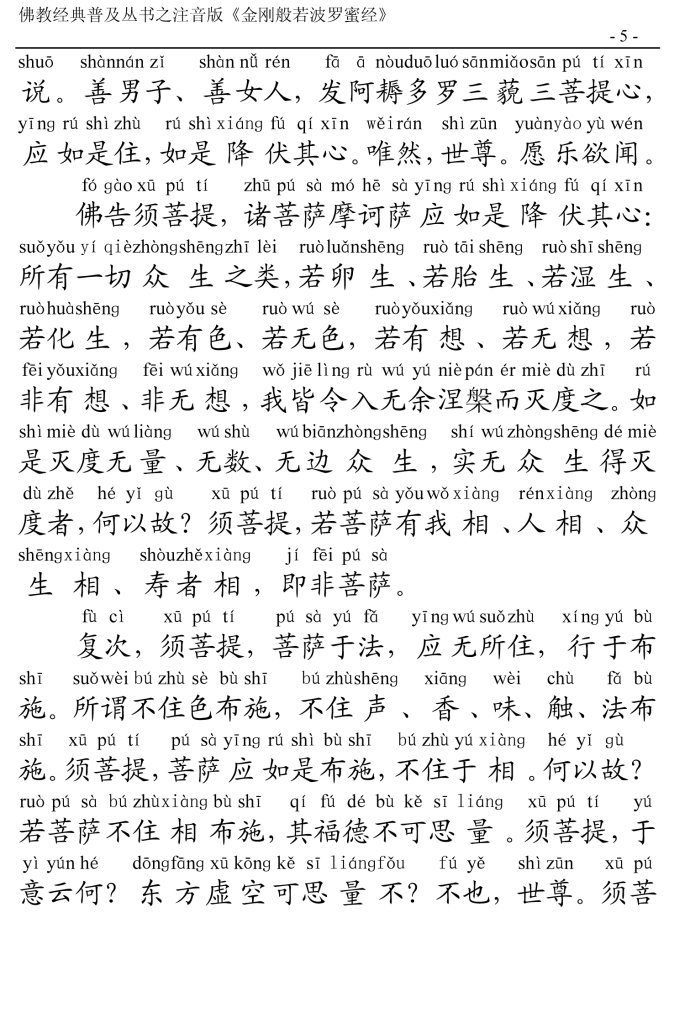 佛教经典普及丛书之注音版《金刚般若波罗蜜经》
- 5 -
shuō shànnán zǐ shàn nǚ rén fā ā nòuduōluó sānmiǎosān pú tí xīn
说。善男子、善女人，发阿耨多罗三藐三菩提心，
yīng rú shì zhù rú shì xiáng fú qí xīn wěirán shì zūn yuànyào yù wén
应如是住，如是降伏其心。唯然，世尊。愿乐欲闻。
fó gào xū pú tí zhū pú sà mó hē sà yīng rú shì xiáng fú qí xīn
佛告须菩提，诸菩萨摩诃萨应如是降伏其心：
suǒyǒu yí qièzhòngshēngzhī lèi ruòluǎnshēng ruò tāi shēng ruò shī shēng
所有一切众生之类，若卵生、若胎生、若湿生、
ruòhuàshēng ruòyǒu sè ruò wú sè ruòyǒuxiǎng ruò wú xiǎng ruò
若化生，若有色、若无色，若有想、若无想，若
fēi yǒuxiǎng fēi wú xiǎng wǒ jiē lìng rù wú yú niè pán ér miè dù zhī rú
非有想、非无想，我皆令入无余涅槃而灭度之。如
shì miè dù wú liàng wú shù wú biānzhòngshēng shí wú zhòngshēng dé miè
是灭度无量、无数、无边众生，实无众生得灭
dù zhě hé yǐ gù xū pú tí ruò pú sà yǒu wǒ xiàng rén xiàng zhòng
度者，何以故？须菩提，若菩萨有我相、人相、众
shēngxiàng shòuzhěxiàng jí fēi pú sà
生相、寿者相，即非菩萨。
fù cì xū pú tí pú sà yú fǎ yīng wú suǒzhù xíng yú bù
复次，须菩提，菩萨于法，应无所住，行于布
shī suǒwèi bú zhù sè bù shī bú zhùshēng xiāng wèi chù fǎ bù
施。所谓不住色布施，不住声、香、味、触、法布
shī xū pú tí pú sà yīng rú shì bù shī bú zhù yú xiàng hé yǐ gù
施。须菩提，菩萨应如是布施，不住于相。何以故？
ruò pú sà bú zhùxiàng bù shī qí fú dé bù kě sī liáng xū pú tí yú
若菩萨不住相布施，其福德不可思量。须菩提，于
yì yún hé dōngfāng xū kōng kě sī liángfǒu fú yě shì zūn xū pú
意云何？东方虚空可思量不？不也，世尊。须菩